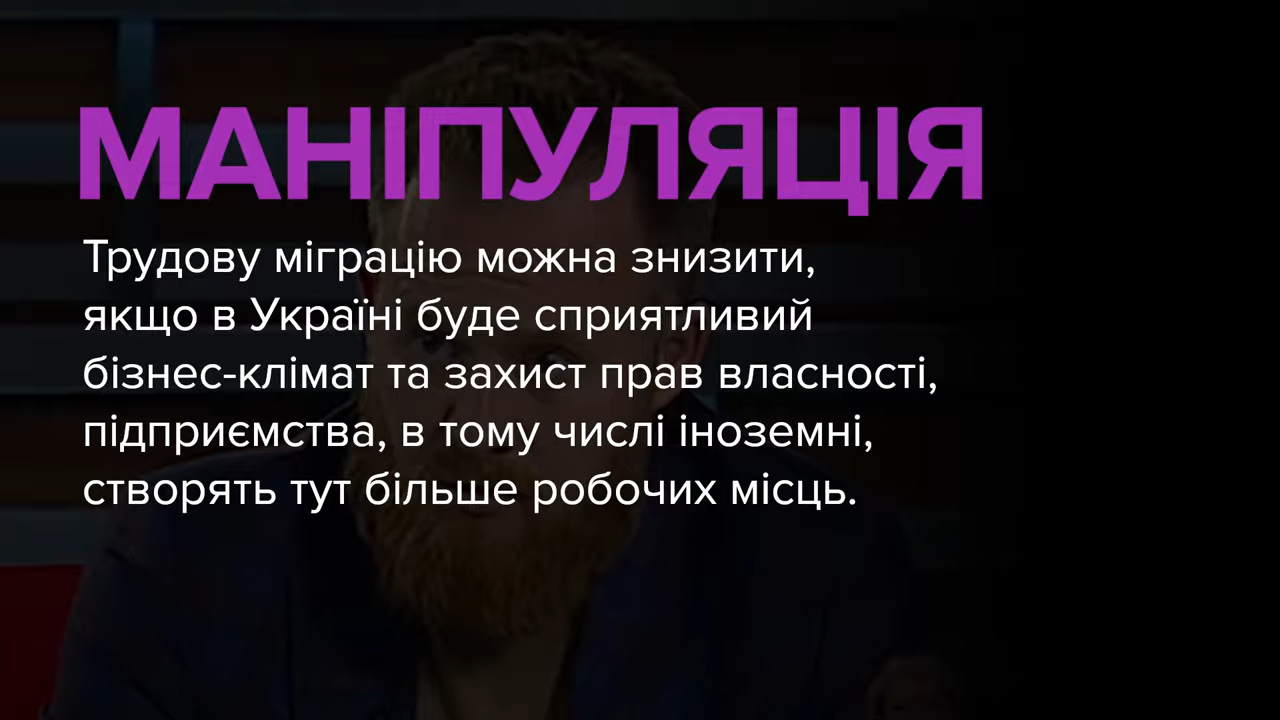 МАНІПУЛЯЦІЯ
Трудову міграцію можна знизити,
якщо в Україні буде сприятливий
бізнес-клімат та захист прав власності,
підприємства, в тому числі іноземні,
створять тут більше робочих місць.